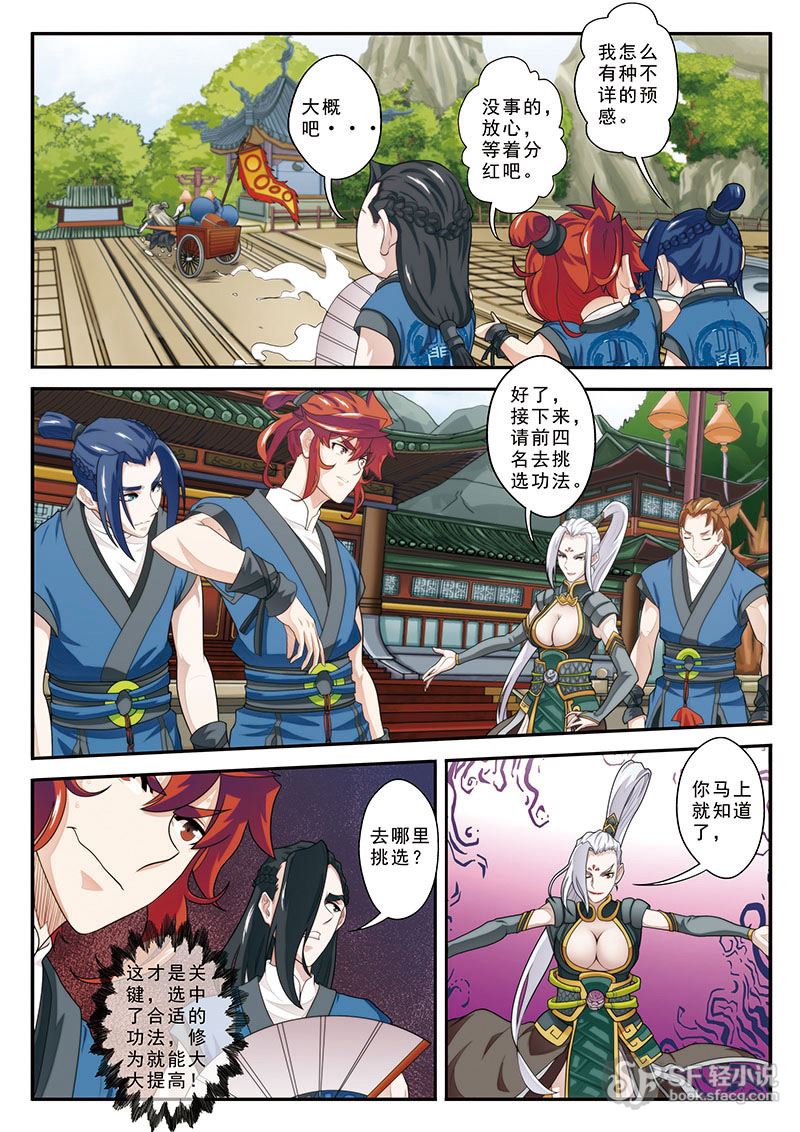 我怎么
有种不
详的预
感。
没事的，
放心，
等着分
红吧。
大概
吧・・・
好了，
接下来，
请前四
名去挑
选功法。
去哪里
挑选？
这才是关
键，选中
了合适的
功法，修
为就能大
大提高！
你马上
就知道
了，
SF 轻小说
book.sfacg.com